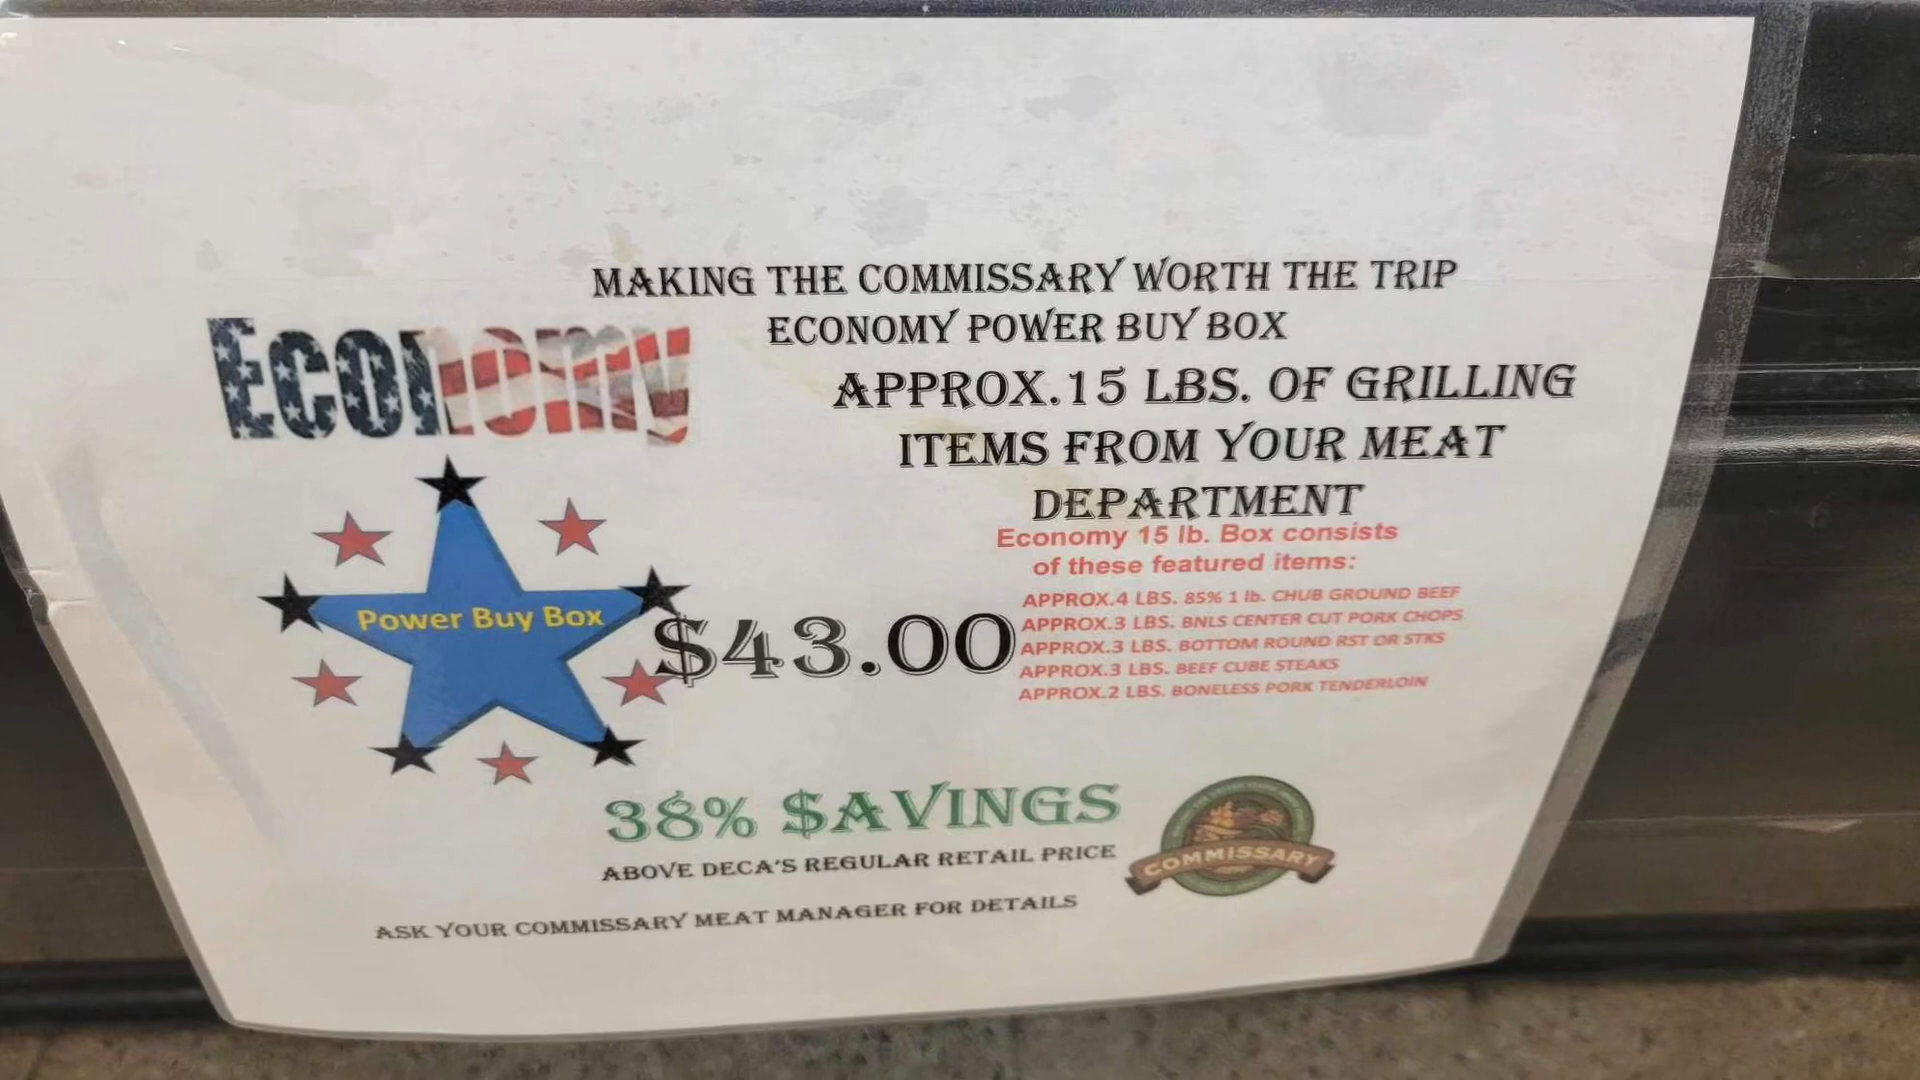 MAKING THE COMMISSARY WORTH THE TRIP
ECONOMY POWER BUY BOX
Economy
APPROX.15 LBS. OF GRILLING
ITEMS FROM YOUR MEAT
DEPARTMENT
Economy 15 lb. Box consists
of these featured items:
Power Buy Box
$43.00
APPROX.4 LBS. 85% 1 lb. CHUB GROUND BEEF
APPROX.3 LBS. BNLS CENTER CUT PORK CHOPS
APPROX.3 LBS. BOTTOM ROUND RST OR STKS
APPROX.3 LBS. BEEF CUBE STEAKS
APPROX.2 LBS. BONELESS PORK TENDERLOIN
38% $AVINGS
ABOVE DECA'S REGULAR RETAIL PRICE
COMMISSARY
ASK YOUR COMMISSARY MEAT MANAGER FOR DETAILS